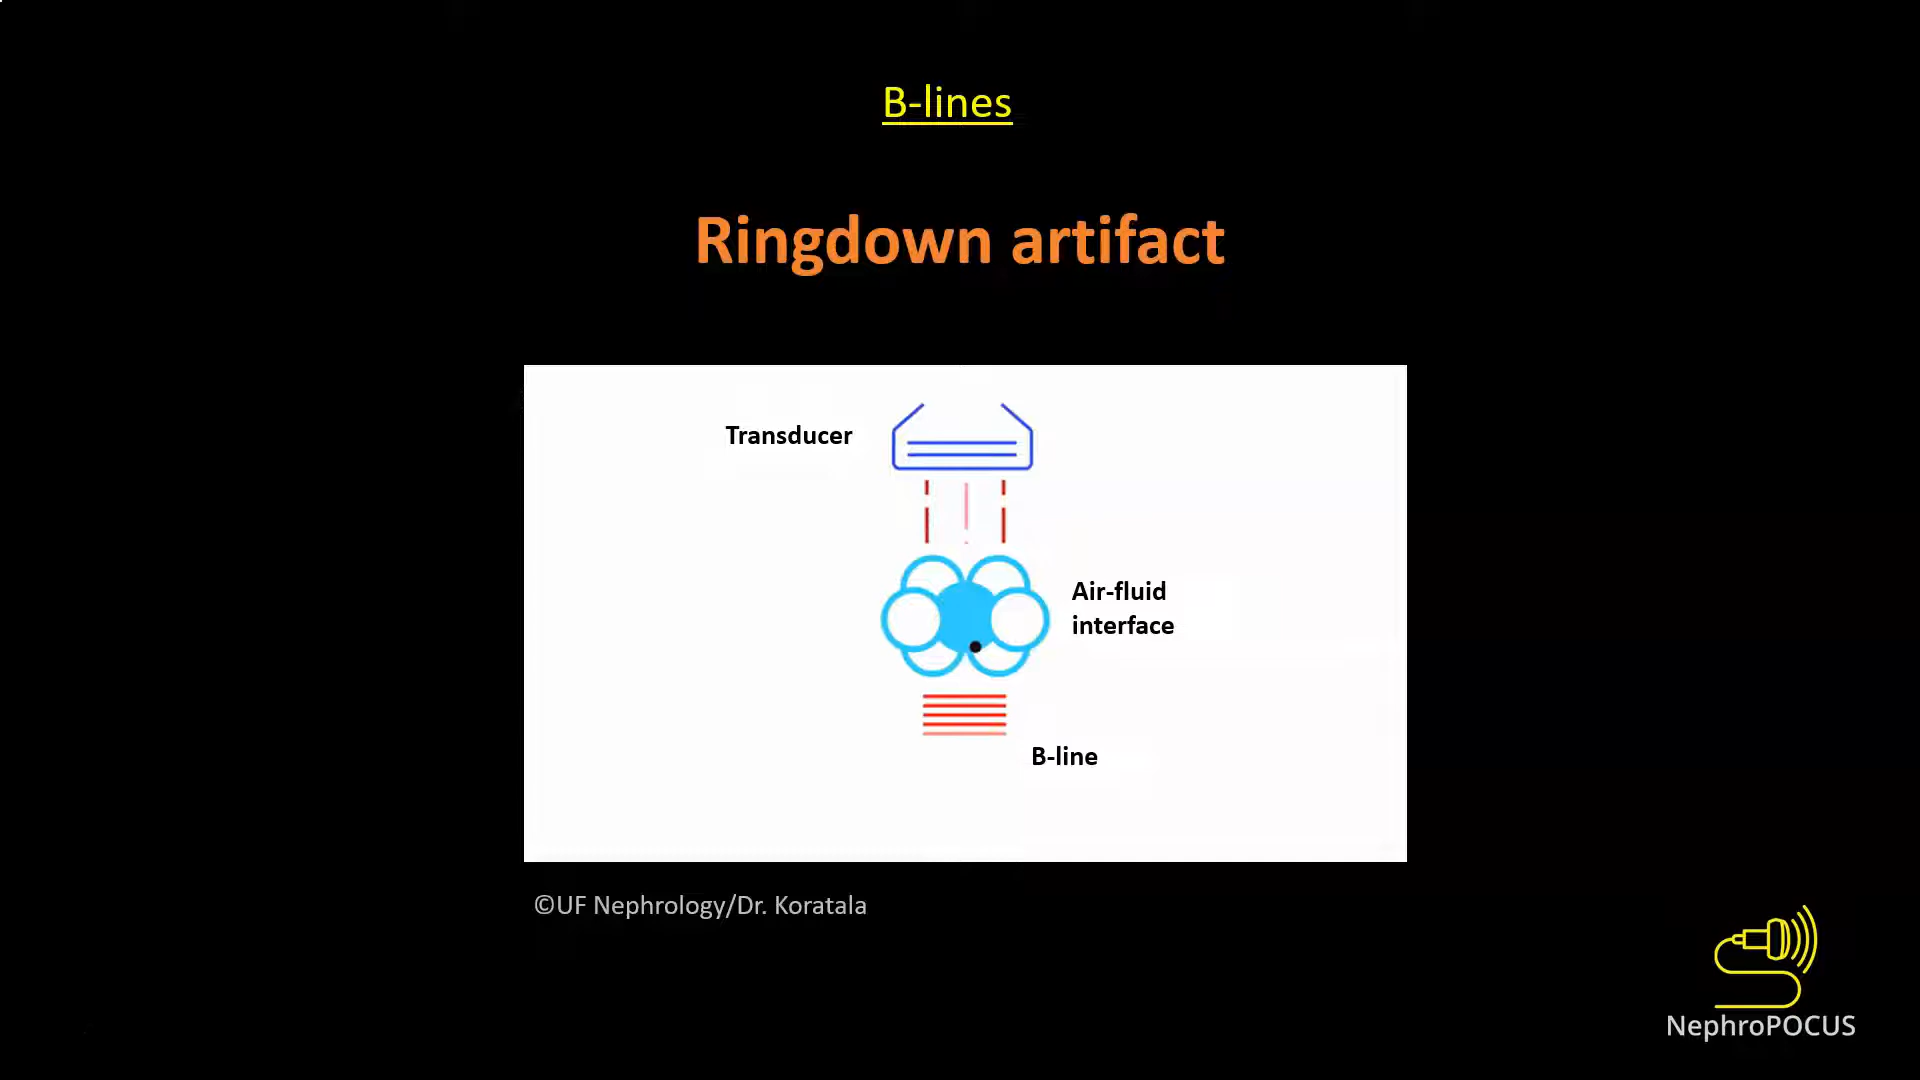 B-lines
Ringdown artifact
Transducer
Air-fluid
interface
B-line
©UF Nephrology/Dr. Koratala
NephroPOCUS